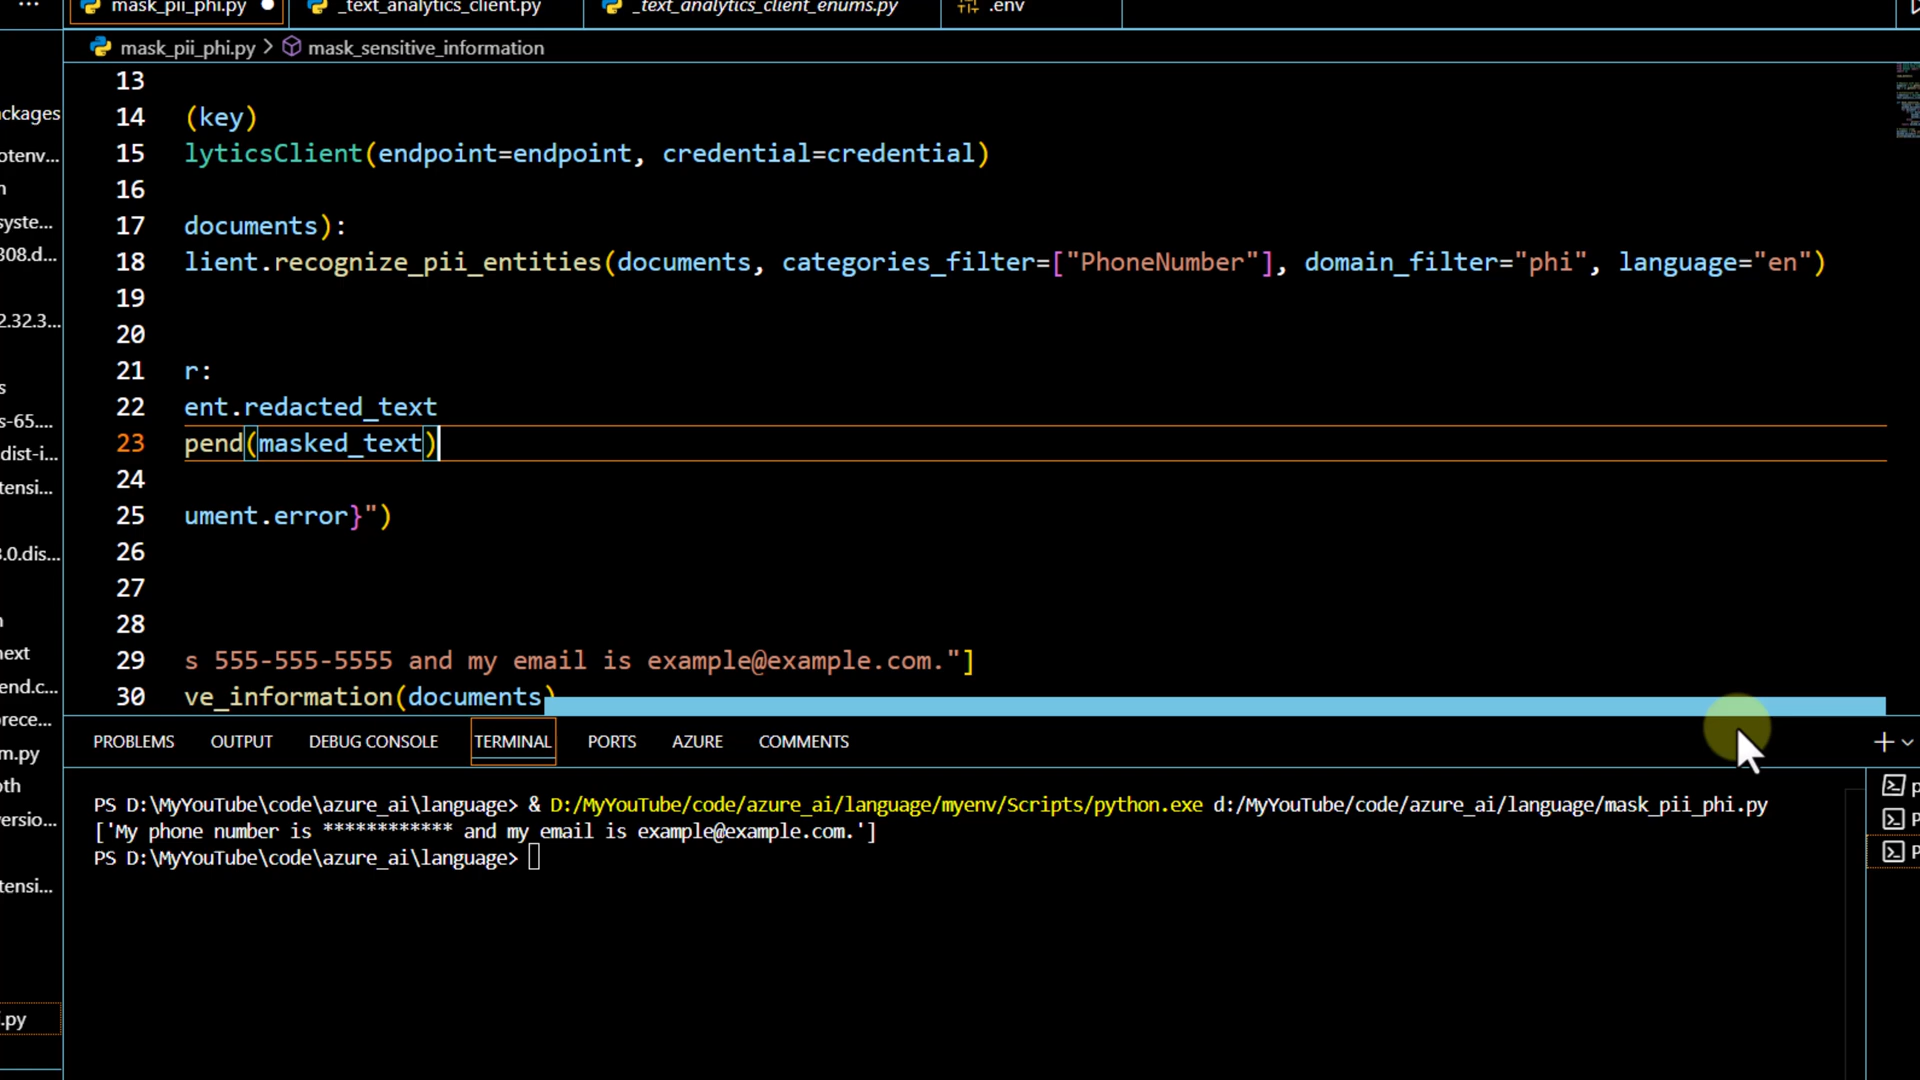 mask_pii_phi.py
_text_analytics_client.py
_text_analytics_client_enums.py
.env
mask_pii_phi.py > mask_sensitive_information
13
14 (key)
15 lyticsClient(endpoint=endpoint, credential=credential)
16
17 documents):
18 lient.recognize_pii_entities(documents, categories_filter=["PhoneNumber"], domain_filter="phi", language="en")
19
20
21 r:
22 ent.redacted_text
23 pend(masked_text)
24
25 ument.error}")
26
27
28
29 s 555-555-5555 and my email is example@example.com."]
30 ve_information(documents)
ckages
otenv...
n
syste...
308.d...
2.32.3...
s
s-65....
dist-i...
tensi...
3.0.dis...
n
next
end.c...
orece...
m.py
oth
versio...
tensi...
.py
PROBLEMS OUTPUT DEBUG CONSOLE TERMINAL PORTS AZURE COMMENTS
PS D:\MyYouTube\code\azure_ai\language> & D:/MyYouTube/code/azure_ai/language/myenv/Scripts/python.exe d:/MyYouTube/code/azure_ai/language/mask_pii_phi.py
['My phone number is ************ and my email is example@example.com.']
PS D:\MyYouTube\code\azure_ai\language>